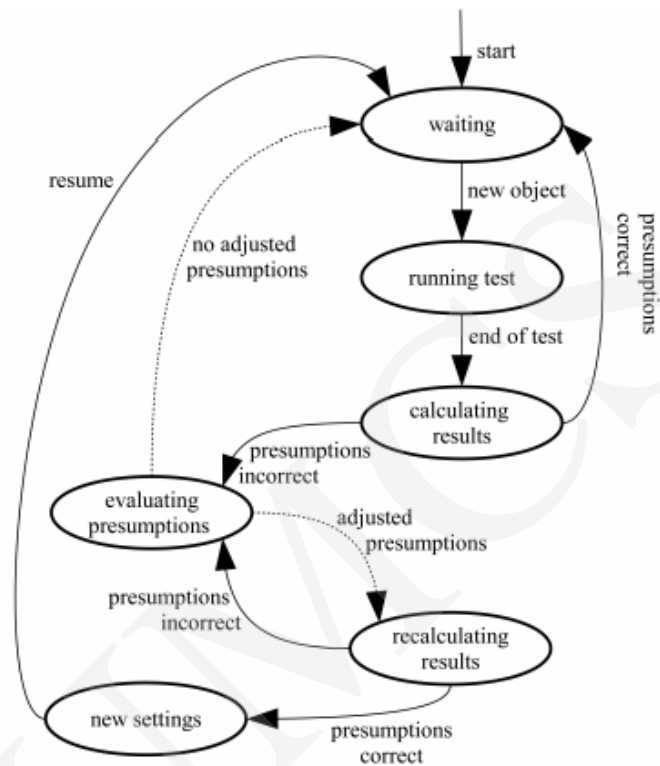 start
waiting
resume
new object
no adjusted
presumptions
presumptions
correct
running test
end of test
calculating
results
presumptions
incorrect
evaluating
presumptions
adjusted
presumptions
presumptions
incorrect
recalculating
results
new settings
presumptions
correct